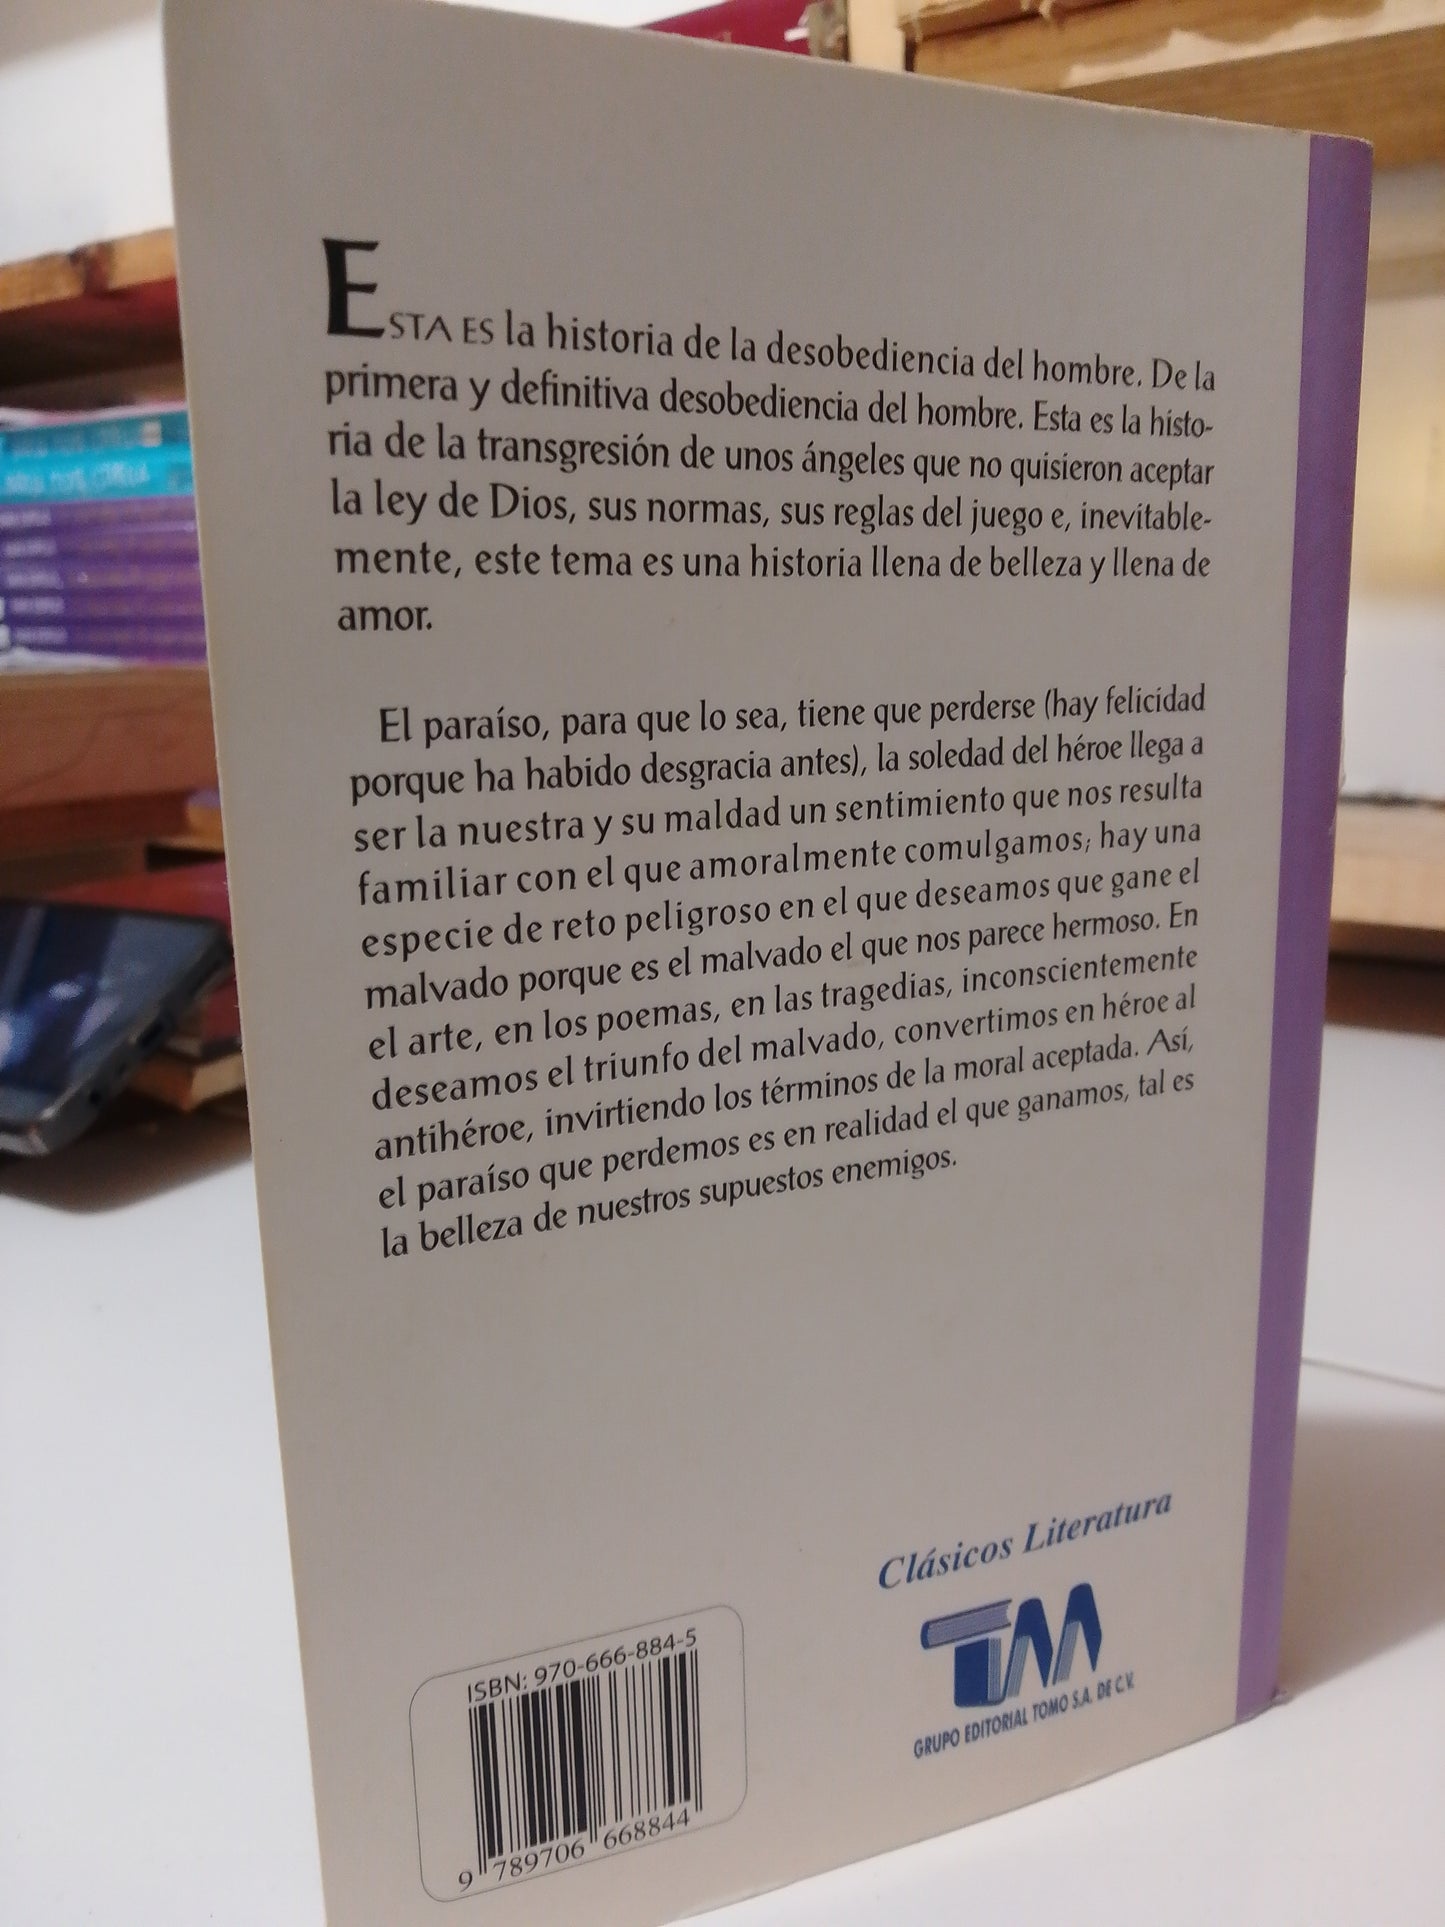 ESTA ES la historia de la desobediencia del hombre. De la
primera y definitiva desobediencia del hombre. Esta es la histo-
ria de la transgresión de unos ángeles que no quisieron aceptar
la ley de Dios, sus normas, sus reglas del juego e, inevitable-
mente, este tema es una historia llena de belleza y llena de
amor.
El paraíso, para que lo sea, tiene que perderse (hay felicidad
porque ha habido desgracia antes), la soledad del héroe llega a
ser la nuestra y su maldad un sentimiento que nos resulta
familiar con el que amoralmente comulgamos; hay una
especie de reto peligroso en el que deseamos que gane el
malvado porque es el malvado el que nos parece hermoso. En
el arte, en los poemas, en las tragedias, inconscientemente
deseamos el triunfo del malvado, convertimos en héroe al
antihéroe, invirtiendo los términos de la moral aceptada. Así,
el paraíso que perdemos es en realidad el que ganamos, tal es
la belleza de nuestros supuestos enemigos.
Clásicos Literatura
TM
GRUPO EDITORIAL TOMO S.A. DE C.V.
ISBN: 970-666-884-5
9 789706 668844